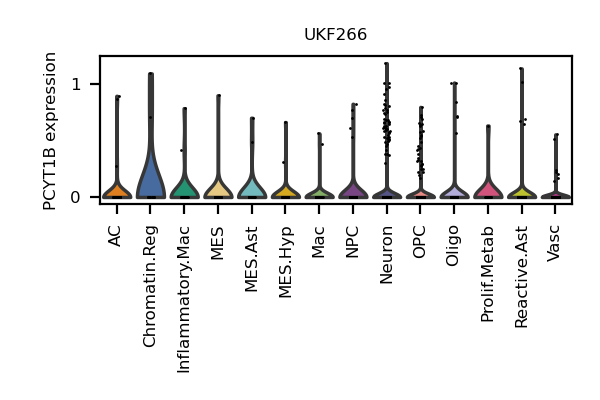 UKF266
PCYT1B expression
1
0
AC
Chromatin.Reg
Inflammatory.Mac
MES
MES.Ast
MES.Hyp
Mac
NPC
Neuron
OPC
Oligo
Prolif.Metab
Reactive.Ast
Vasc